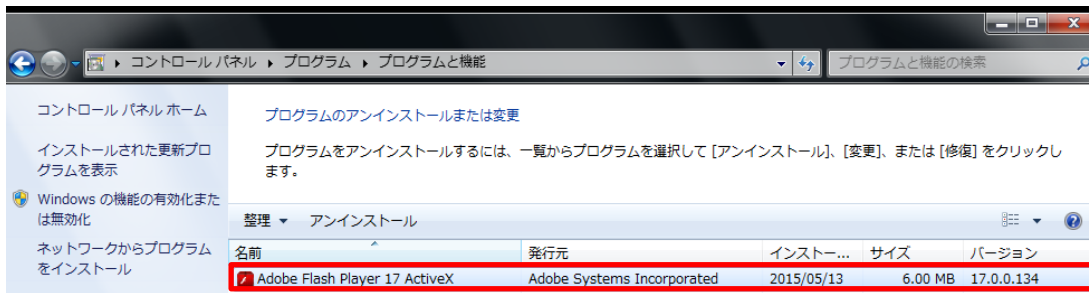 コントロール パネル ▸ プログラム ▸ プログラムと機能
プログラムと機能の検索
コントロール パネル ホーム
インストールされた更新プロ
グラムを表示
Windows の機能の有効化また
は無効化
ネットワークからプログラム
をインストール
プログラムのアンインストールまたは変更
プログラムをアンインストールするには、一覧からプログラムを選択して [アンインストール]、[変更]、または [修復] をクリックし
ます。
整理 ▼ アンインストール
名前 発行元 インストー... サイズ バージョン
Adobe Flash Player 17 ActiveX Adobe Systems Incorporated 2015/05/13 6.00 MB 17.0.0.134